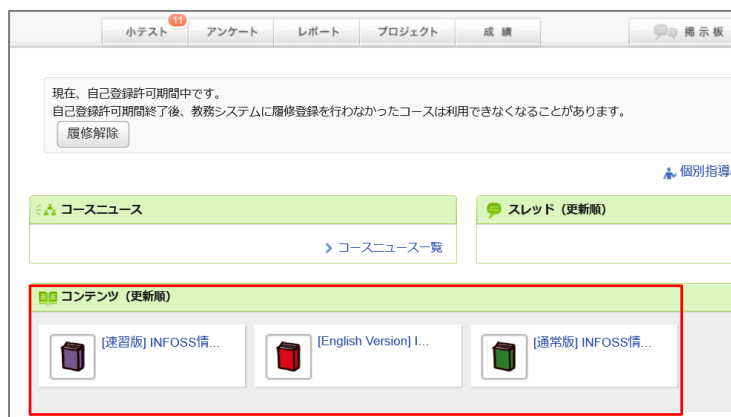 11
小テスト アンケート レポート プロジェクト 成 績 掲 示 板
現在、自己登録許可期間中です。
自己登録許可期間終了後、教務システムに履修登録を行わなかったコースは利用できなくなることがあります。
履修解除
個別指導
コースニュース
スレッド（更新順）
コースニュース一覧
コンテンツ（更新順）
[速習版] INFOSS情...
[English Version] I...
[通常版] INFOSS情...